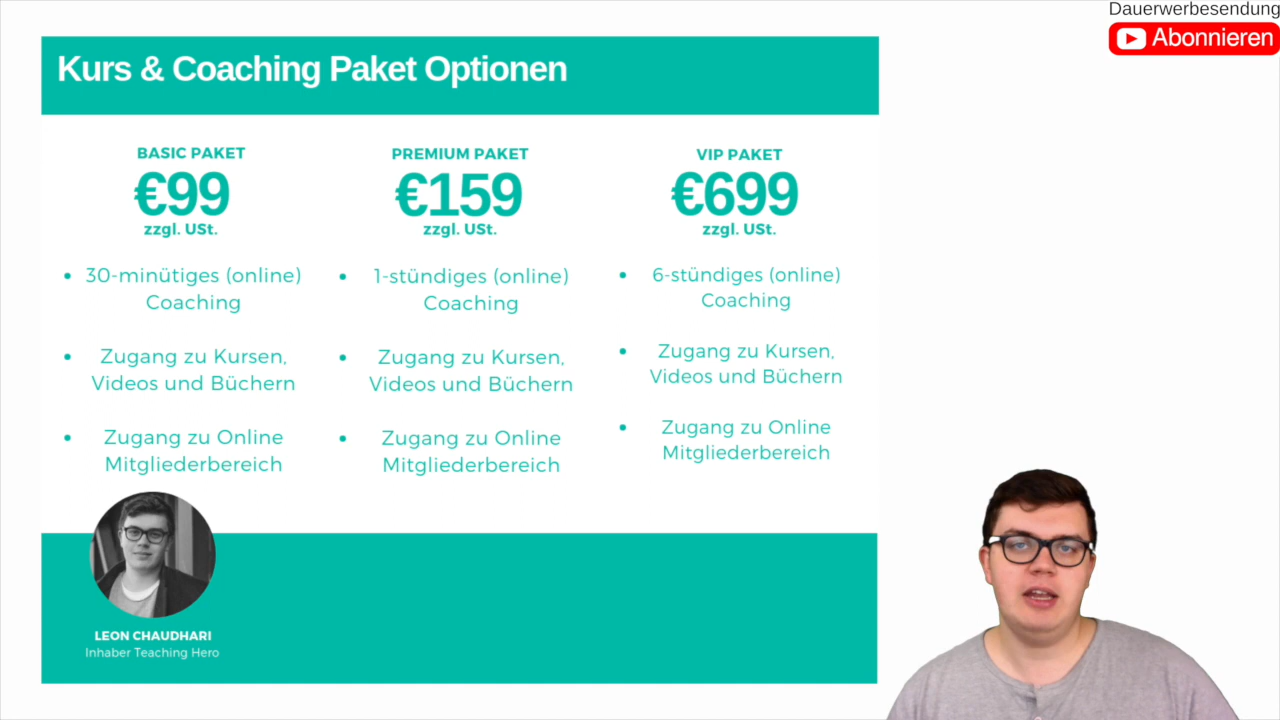 Dauerwerbesendung
Abonnieren
Kurs & Coaching Paket Optionen
BASIC PAKET
€99
zzgl. USt.
• 30-minütiges (online)
Coaching
• Zugang zu Kursen,
Videos und Büchern
• Zugang zu Online
Mitgliederbereich
PREMIUM PAKET
€159
zzgl. USt.
• 1-stündiges (online)
Coaching
• Zugang zu Kursen,
Videos und Büchern
• Zugang zu Online
Mitgliederbereich
VIP PAKET
€699
zzgl. USt.
• 6-stündiges (online)
Coaching
• Zugang zu Kursen,
Videos und Büchern
• Zugang zu Online
Mitgliederbereich
LEON CHAUDHARI
Inhaber Teaching Hero